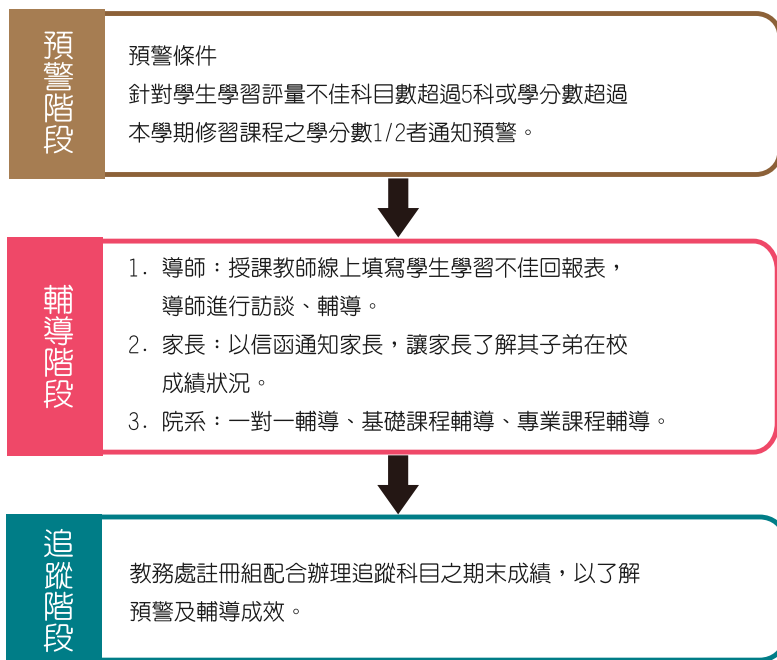 預警階段
預警條件
針對學生學習評量不佳科目數超過5科或學分數超過
本學期修習課程之學分數1/2者通知預警。
輔導階段
1. 導師：授課教師線上填寫學生學習不佳回報表，
導師進行訪談、輔導。
2. 家長：以信函通知家長，讓家長了解其子弟在校
成績狀況。
3. 院系：一對一輔導、基礎課程輔導、專業課程輔導。
追蹤階段
教務處註冊組配合辦理追蹤科目之期末成績，以了解
預警及輔導成效。